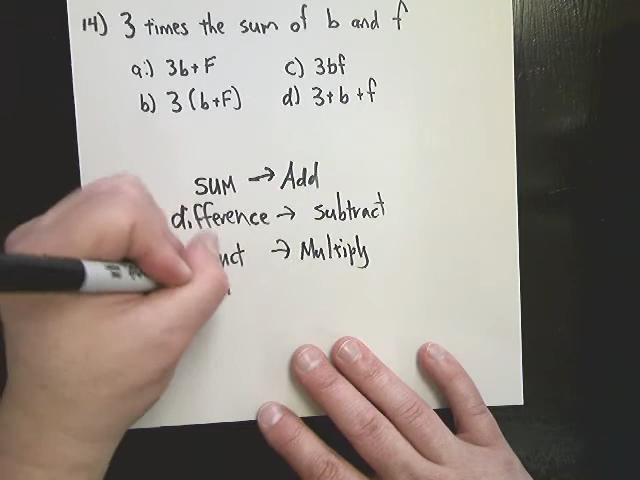 14) 3 times the sum of b and f
a:) 3b+F c) 3bf
b) 3 (b+F) d) 3+b+f
sum → Add
difference → subtract
→ Multiply